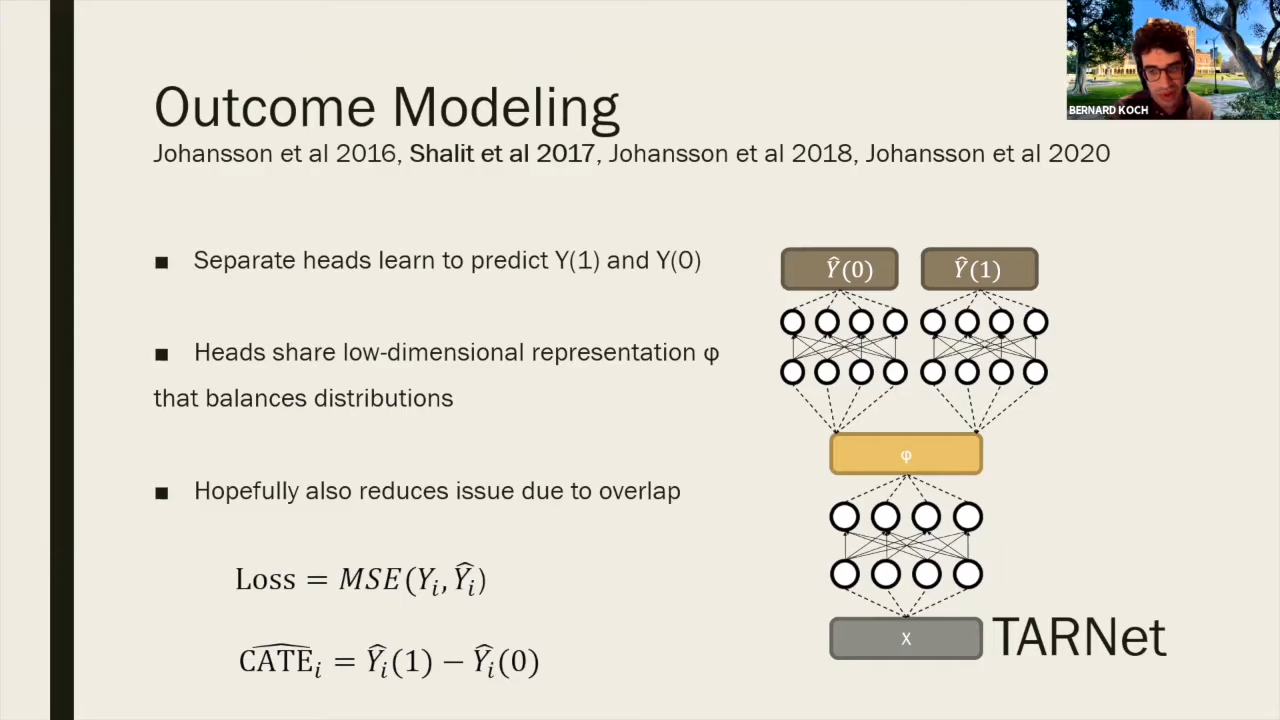 Outcome Modeling
Johansson et al 2016, Shalit et al 2017, Johansson et al 2018, Johansson et al 2020
BERNARD KOCH
■ Separate heads learn to predict Y(1) and Y(0)
■ Heads share low-dimensional representation φ
that balances distributions
■ Hopefully also reduces issue due to overlap
Loss = MSE(Yᵢ, Ŷᵢ)
\widehat{CATE}ᵢ = Ŷᵢ(1) − Ŷᵢ(0)
Ŷ(0) Ŷ(1)
φ
X
TARNet